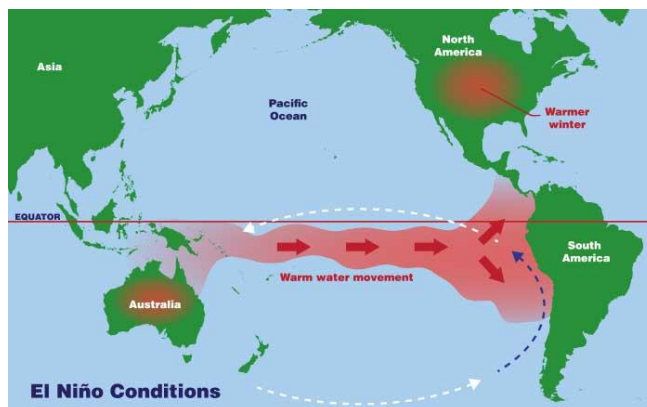 North
America
Asia
Pacific
Ocean
Warmer
winter
EQUATOR
South
America
Warm water movement
Australia
El Niño Conditions